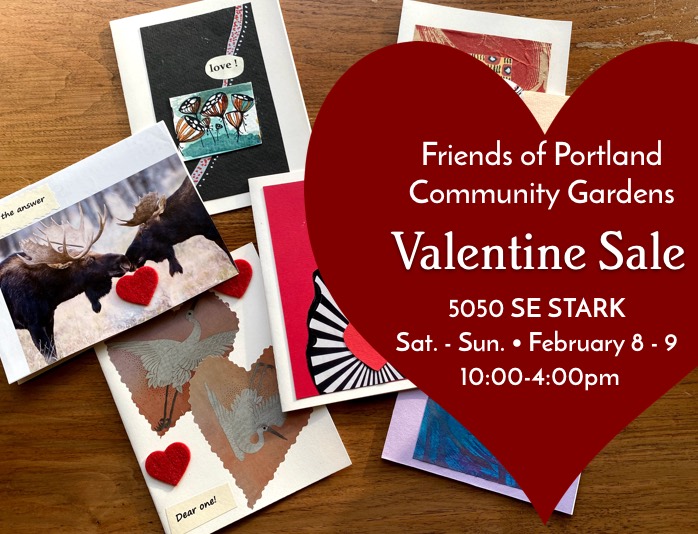 love!
the answer
Dear one!
Friends of Portland
Community Gardens
Valentine Sale
5050 SE STARK
Sat. - Sun. • February 8 - 9
10:00-4:00pm